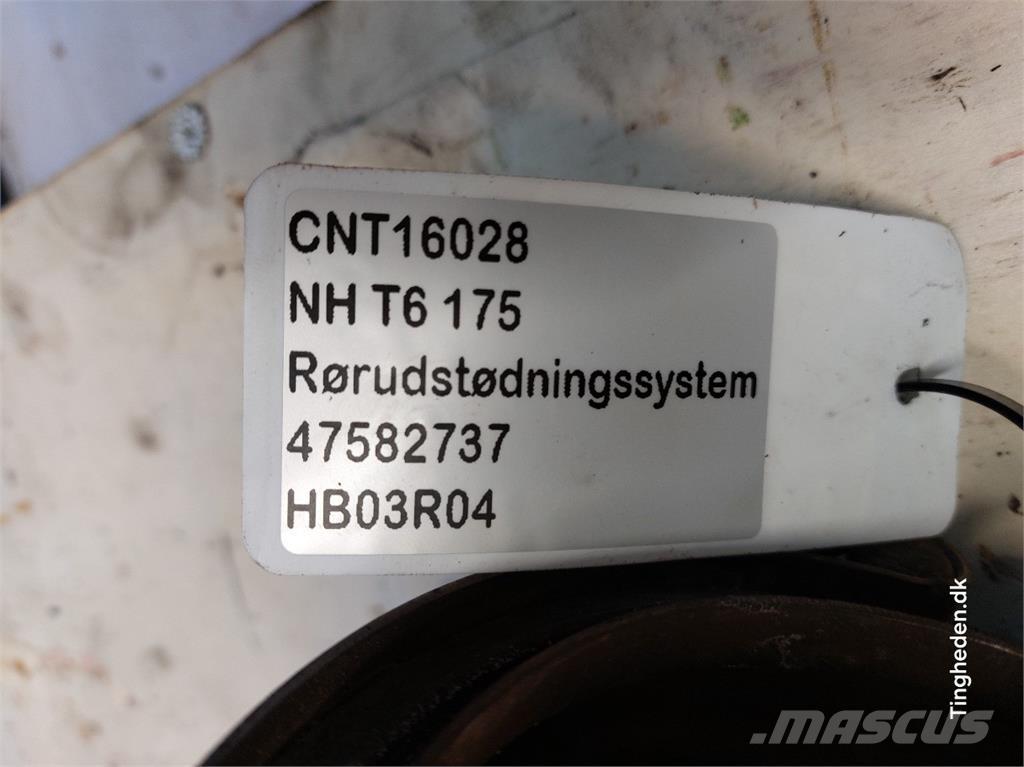 CNT16028
NH T6 175
Rørudstødningssystem
47582737
HB03R04
Tingheden.dk
MASCUS